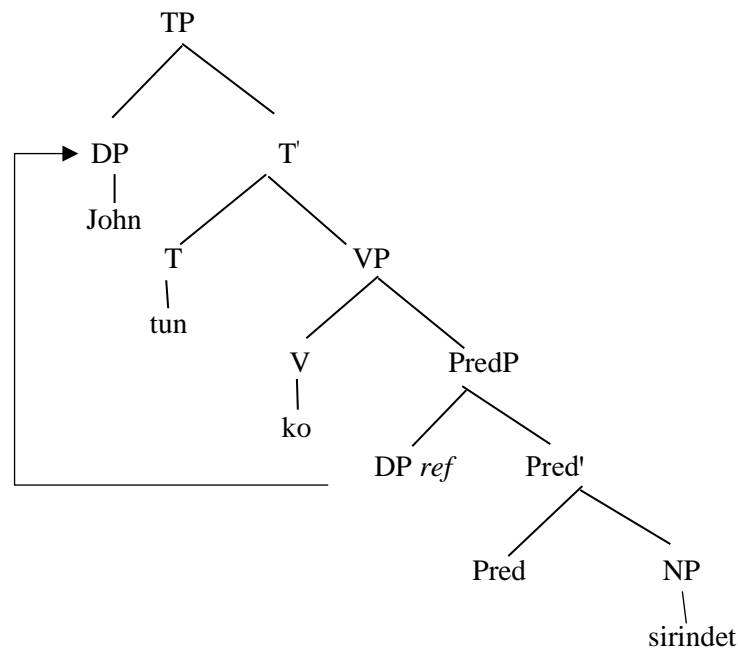 TP
DP T'
John
T VP
tun
V PredP
ko
DP ref Pred'
Pred NP
sirindet